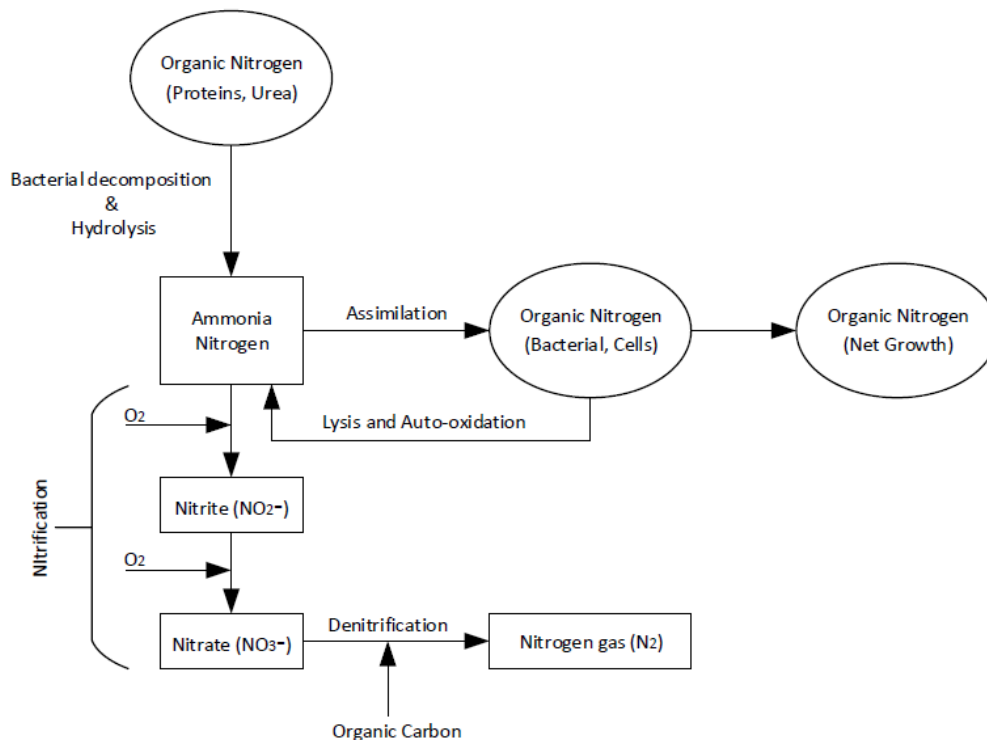 Organic Nitrogen
(Proteins, Urea)
Bacterial decomposition
&
Hydrolysis
Ammonia
Nitrogen
Assimilation
Organic Nitrogen
(Bacterial, Cells)
Organic Nitrogen
(Net Growth)
Lysis and Auto-oxidation
O2
Nitrite (NO2-)
NItrification
O2
Nitrate (NO3-)
Denitrification
Nitrogen gas (N2)
Organic Carbon